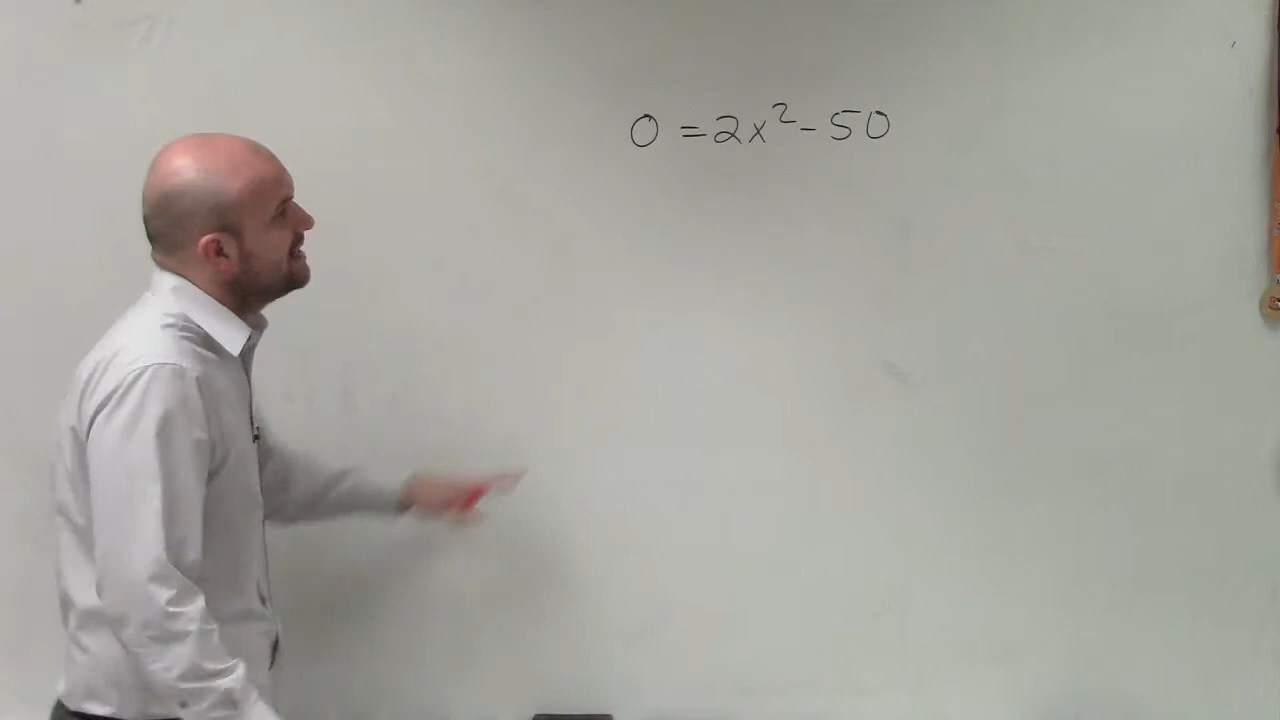 0 = 2x² - 50